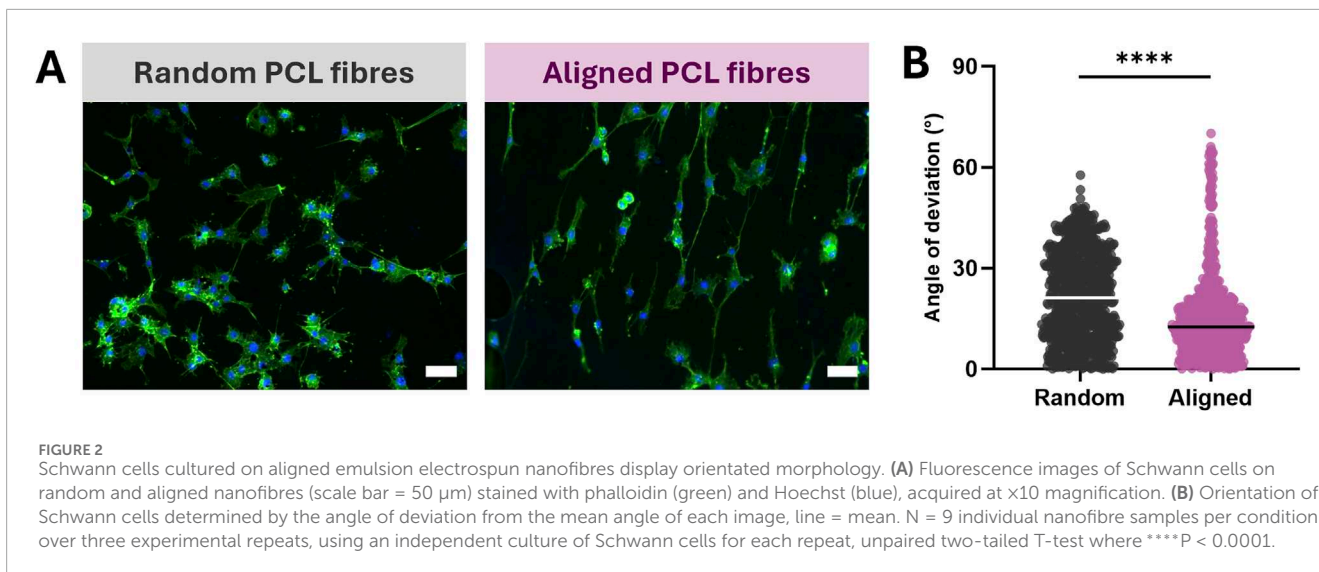 A
Random PCL fibres
Aligned PCL fibres
B
****
90
60
30
0
Angle of deviation (°)
Random
Aligned
FIGURE 2
Schwann cells cultured on aligned emulsion electrospun nanofibres display orientated morphology. (A) Fluorescence images of Schwann cells on
random and aligned nanofibres (scale bar = 50 µm) stained with phalloidin (green) and Hoechst (blue), acquired at ×10 magnification. (B) Orientation of
Schwann cells determined by the angle of deviation from the mean angle of each image, line = mean. N = 9 individual nanofibre samples per condition
over three experimental repeats, using an independent culture of Schwann cells for each repeat, unpaired two-tailed T-test where ****P < 0.0001.